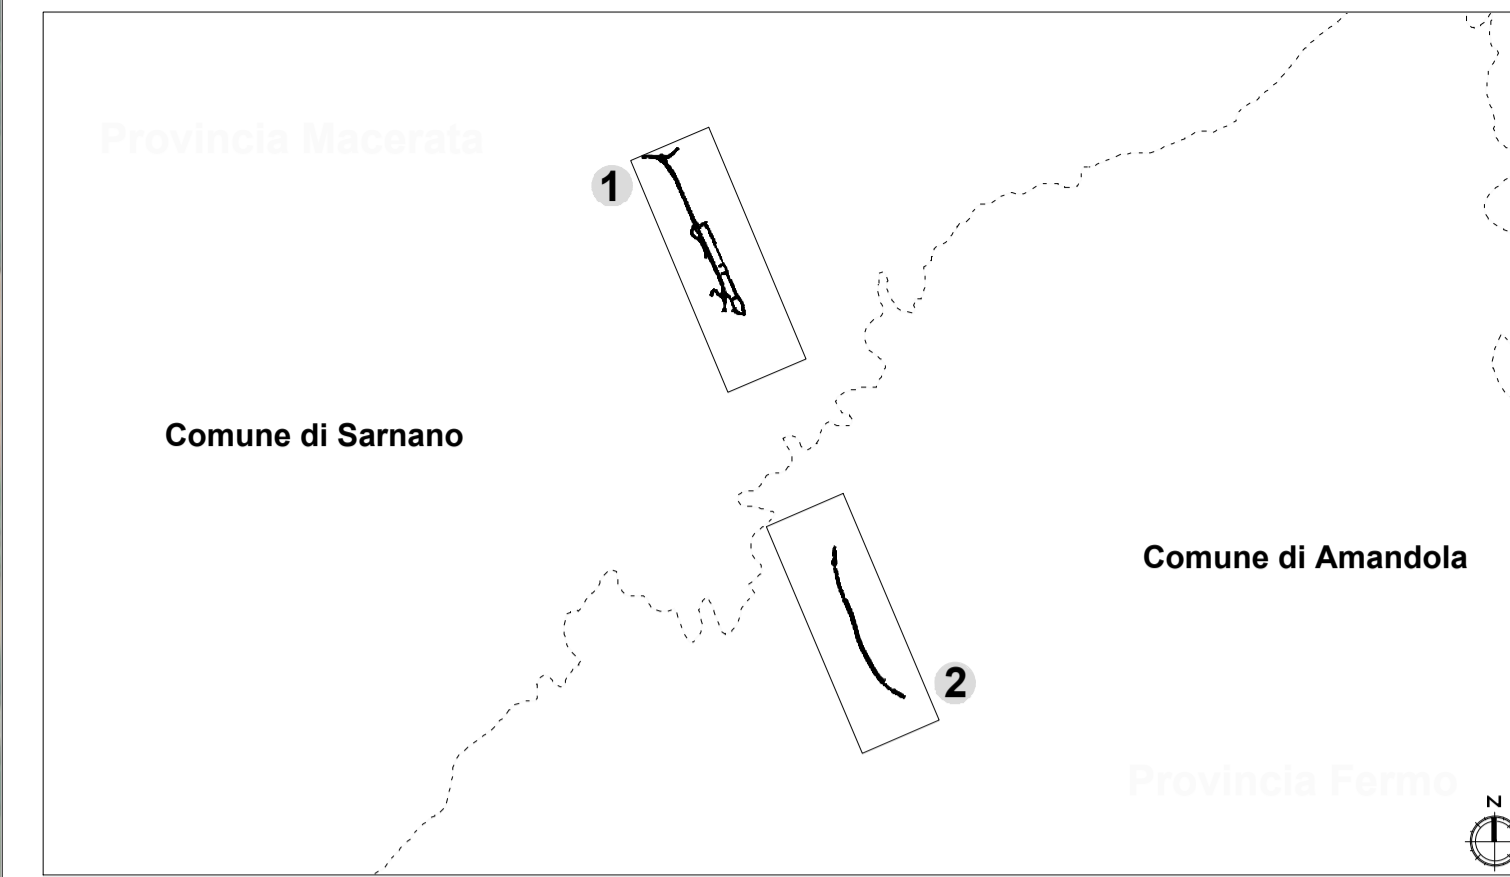 Provincia Macerata
1
Comune di Sarnano
Comune di Amandola
2
Provincia Fermo
N